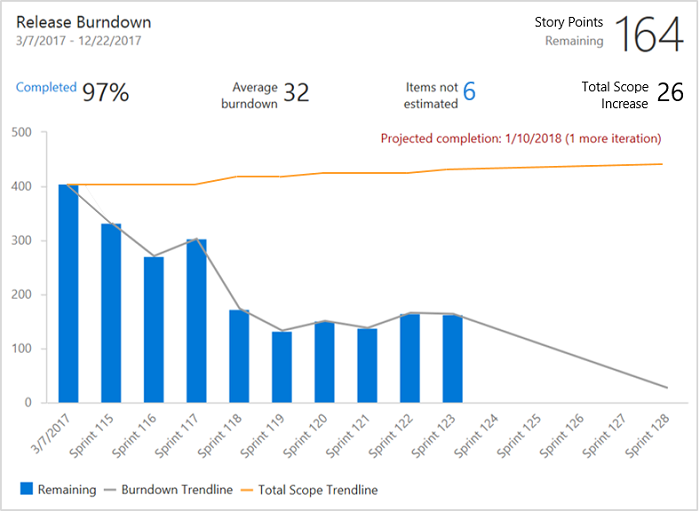 Release Burndown
3/7/2017 - 12/22/2017
Story Points
Remaining
164
Completed 97%
Average
burndown
32
Items not
estimated
6
Total Scope
Increase
26
Projected completion: 1/10/2018 (1 more iteration)
500
400
300
200
100
0
3/7/2017
Sprint 115
Sprint 116
Sprint 117
Sprint 118
Sprint 119
Sprint 120
Sprint 121
Sprint 122
Sprint 123
Sprint 124
Sprint 125
Sprint 126
Sprint 127
Sprint 128
Remaining
Burndown Trendline
Total Scope Trendline